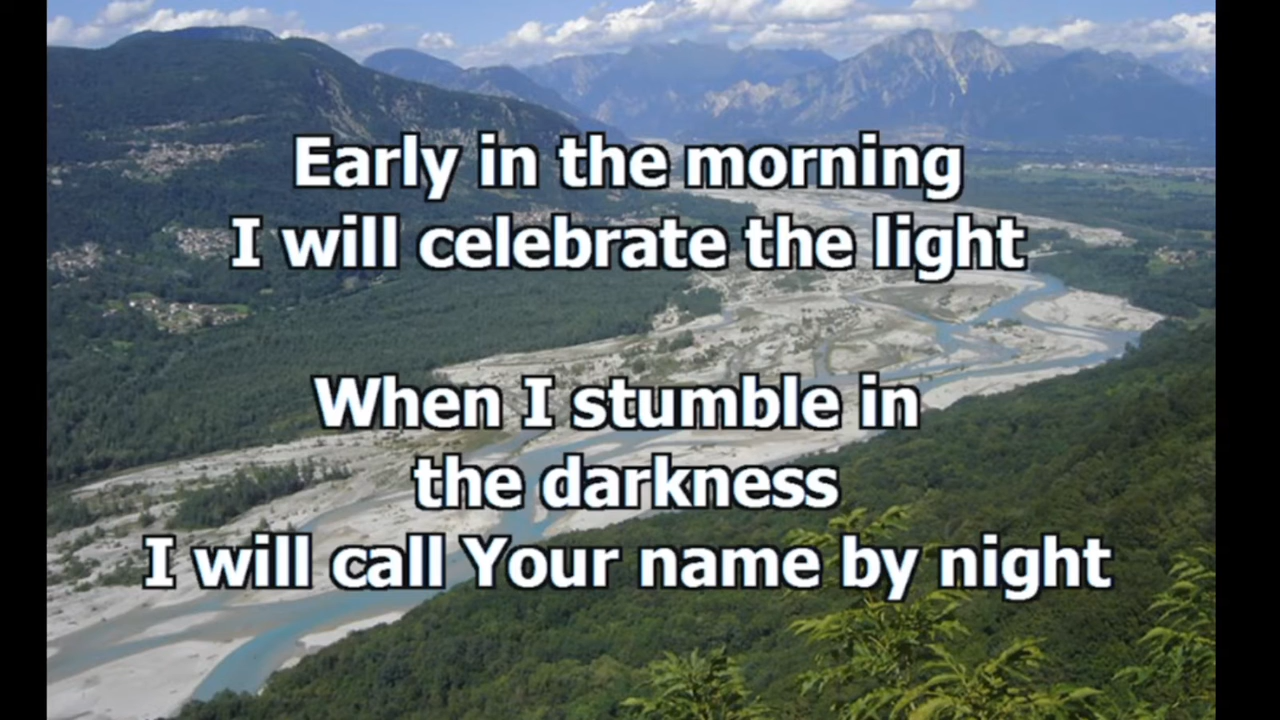 Early in the morning
I will celebrate the light
When I stumble in
the darkness
I will call Your name by night